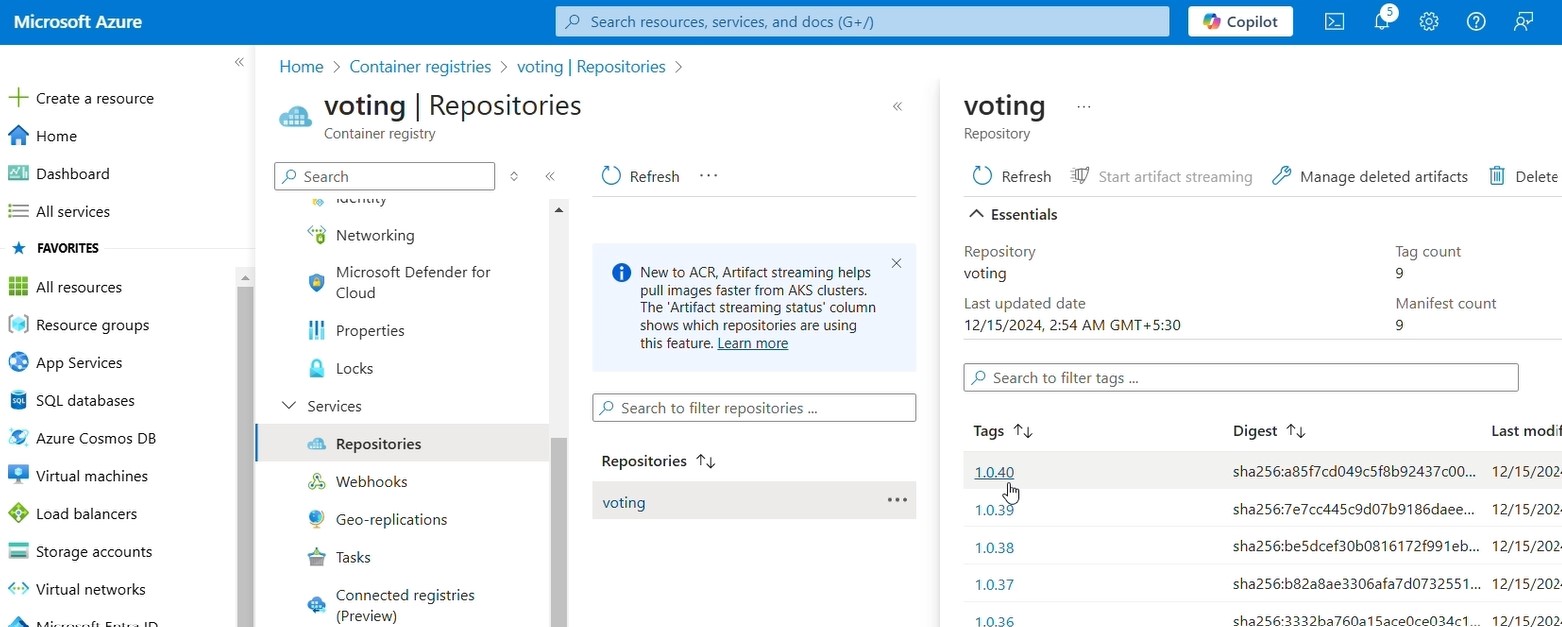 Microsoft Azure
Search resources, services, and docs (G+/)
Copilot
5
Create a resource
Home
Dashboard
All services
FAVORITES
All resources
Resource groups
App Services
SQL databases
Azure Cosmos DB
Virtual machines
Load balancers
Storage accounts
Virtual networks
Microsoft Entra ID
Home > Container registries > voting | Repositories >
voting | Repositories
Container registry
Search
Identity
Networking
Microsoft Defender for
Cloud
Properties
Locks
Services
Repositories
Webhooks
Geo-replications
Tasks
Connected registries
(Preview)
Refresh
New to ACR, Artifact streaming helps
pull images faster from AKS clusters.
The 'Artifact streaming status' column
shows which repositories are using
this feature. Learn more
Search to filter repositories ...
Repositories
voting
voting
Repository
Refresh Start artifact streaming Manage deleted artifacts Delete
Essentials
Repository
voting
Tag count
9
Last updated date
12/15/2024, 2:54 AM GMT+5:30
Manifest count
9
Search to filter tags ...
Tags Digest Last modif
1.0.40 sha256:a85f7cd049c5f8b92437c00... 12/15/202
1.0.39 sha256:7e7cc445c9d07b9186daee... 12/15/202
1.0.38 sha256:be5dcef30b0816172f991eb... 12/15/202
1.0.37 sha256:b82a8ae3306afa7d0732551... 12/15/202
1.0.36 sha256:3332ba760a15ace0ce034c1... 12/15/202